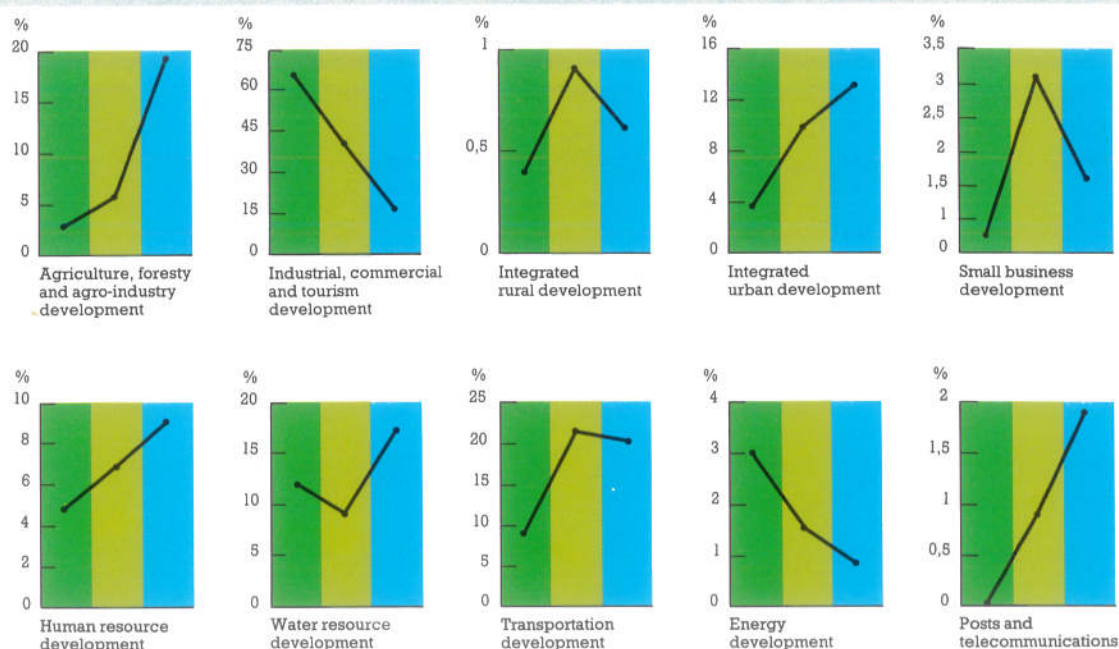 %
20
15
10
5
0
Agriculture, foresty
and agro-industry
development
%
75
60
45
30
15
0
Industrial, commercial
and tourism
development
%
1
0,5
0
Integrated
rural development
%
16
12
8
4
0
Integrated
urban development
%
3,5
3
2,5
2
1,5
1
0
Small business
development
%
10
8
6
4
2
0
Human resource
development
%
20
15
10
5
0
Water resource
development
%
25
20
15
10
5
0
Transportation
development
%
4
3
2
1
0
Energy
development
%
2
1,5
1
0,5
0
Posts and
telecommunications